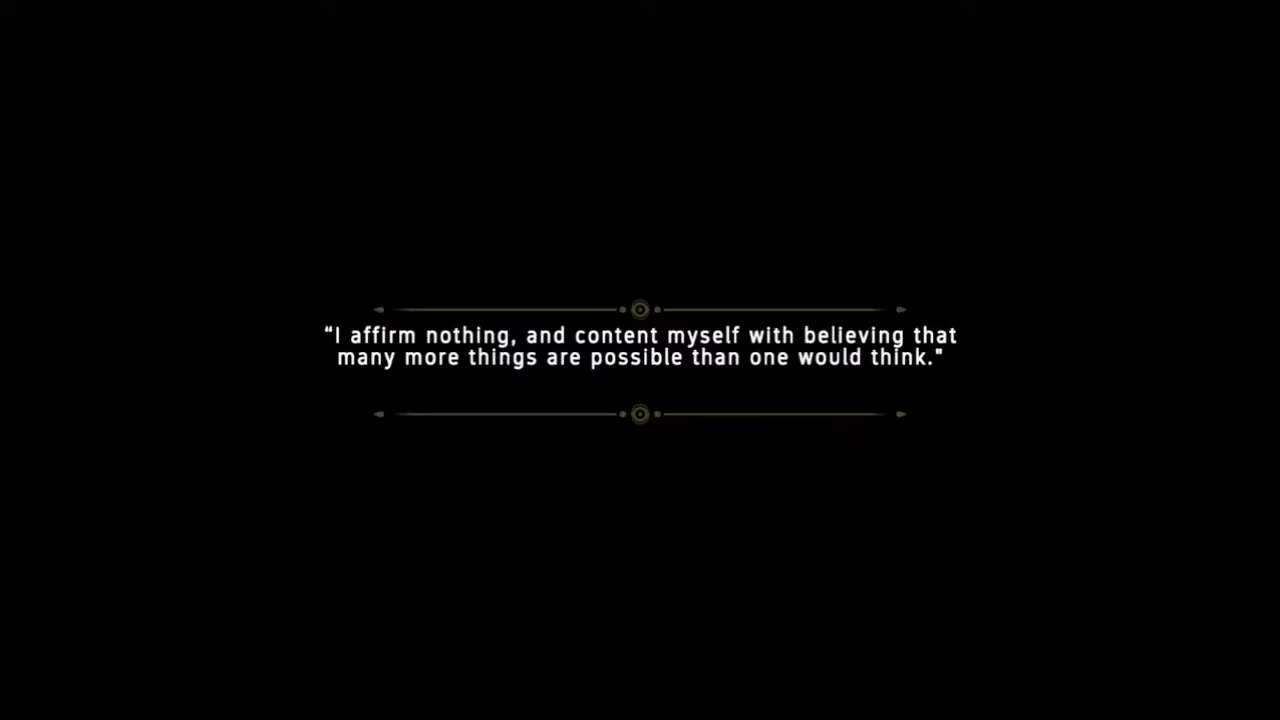 “I affirm nothing, and content myself with believing that
many more things are possible than one would think."